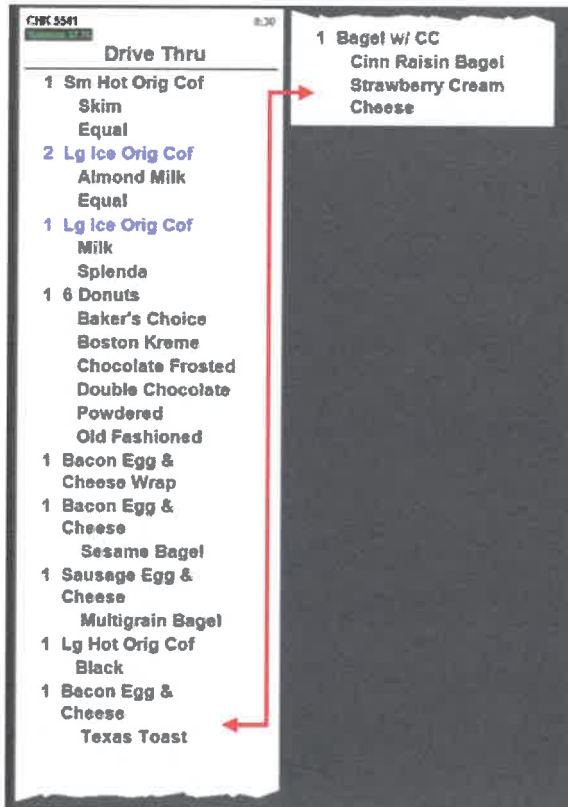 CHK 5541
8:30
Drive Thru
1 Sm Hot Orig Cof
Skim
Equal
2 Lg Ice Orig Cof
Almond Milk
Equal
1 Lg Ice Orig Cof
Milk
Splenda
1 6 Donuts
Baker's Choice
Boston Kreme
Chocolate Frosted
Double Chocolate
Powdered
Old Fashioned
1 Bacon Egg &
Cheese Wrap
1 Bacon Egg &
Cheese
Sesame Bagel
1 Sausage Egg &
Cheese
Multigrain Bagel
1 Lg Hot Orig Cof
Black
1 Bacon Egg &
Cheese
Texas Toast
1 Bagel w/ CC
Cinn Raisin Bagel
Strawberry Cream
Cheese